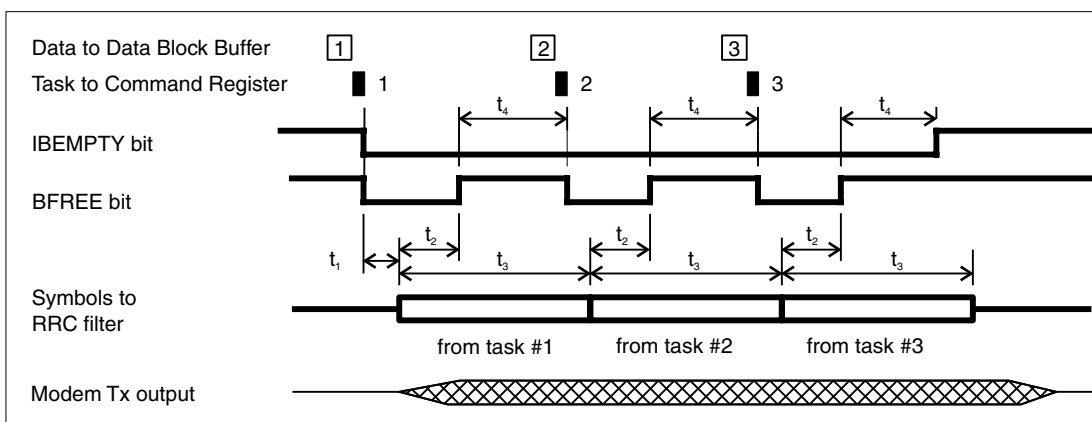 Data to Data Block Buffer 1 2 3
Task to Command Register 1 2 3
t4 t4 t4
IBEMPTY bit
BFREE bit
t2 t2 t2
t1 t3 t3 t3
Symbols to
RRC filter
from task #1 from task #2 from task #3
Modem Tx output